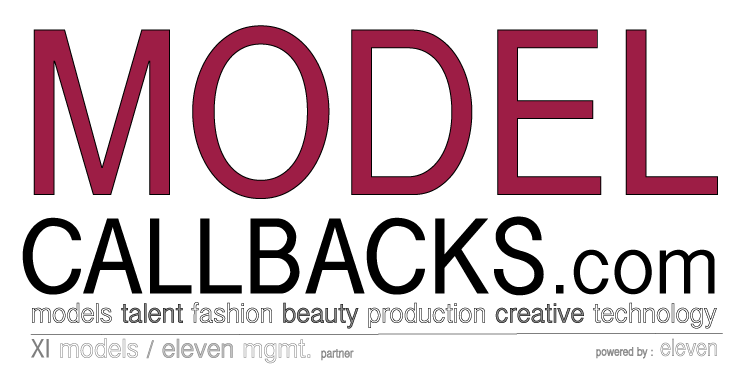 MODEL
CALLBACKS.com
models talent fashion beauty production creative technology
XI models / eleven mgmt. partner powered by : eleven